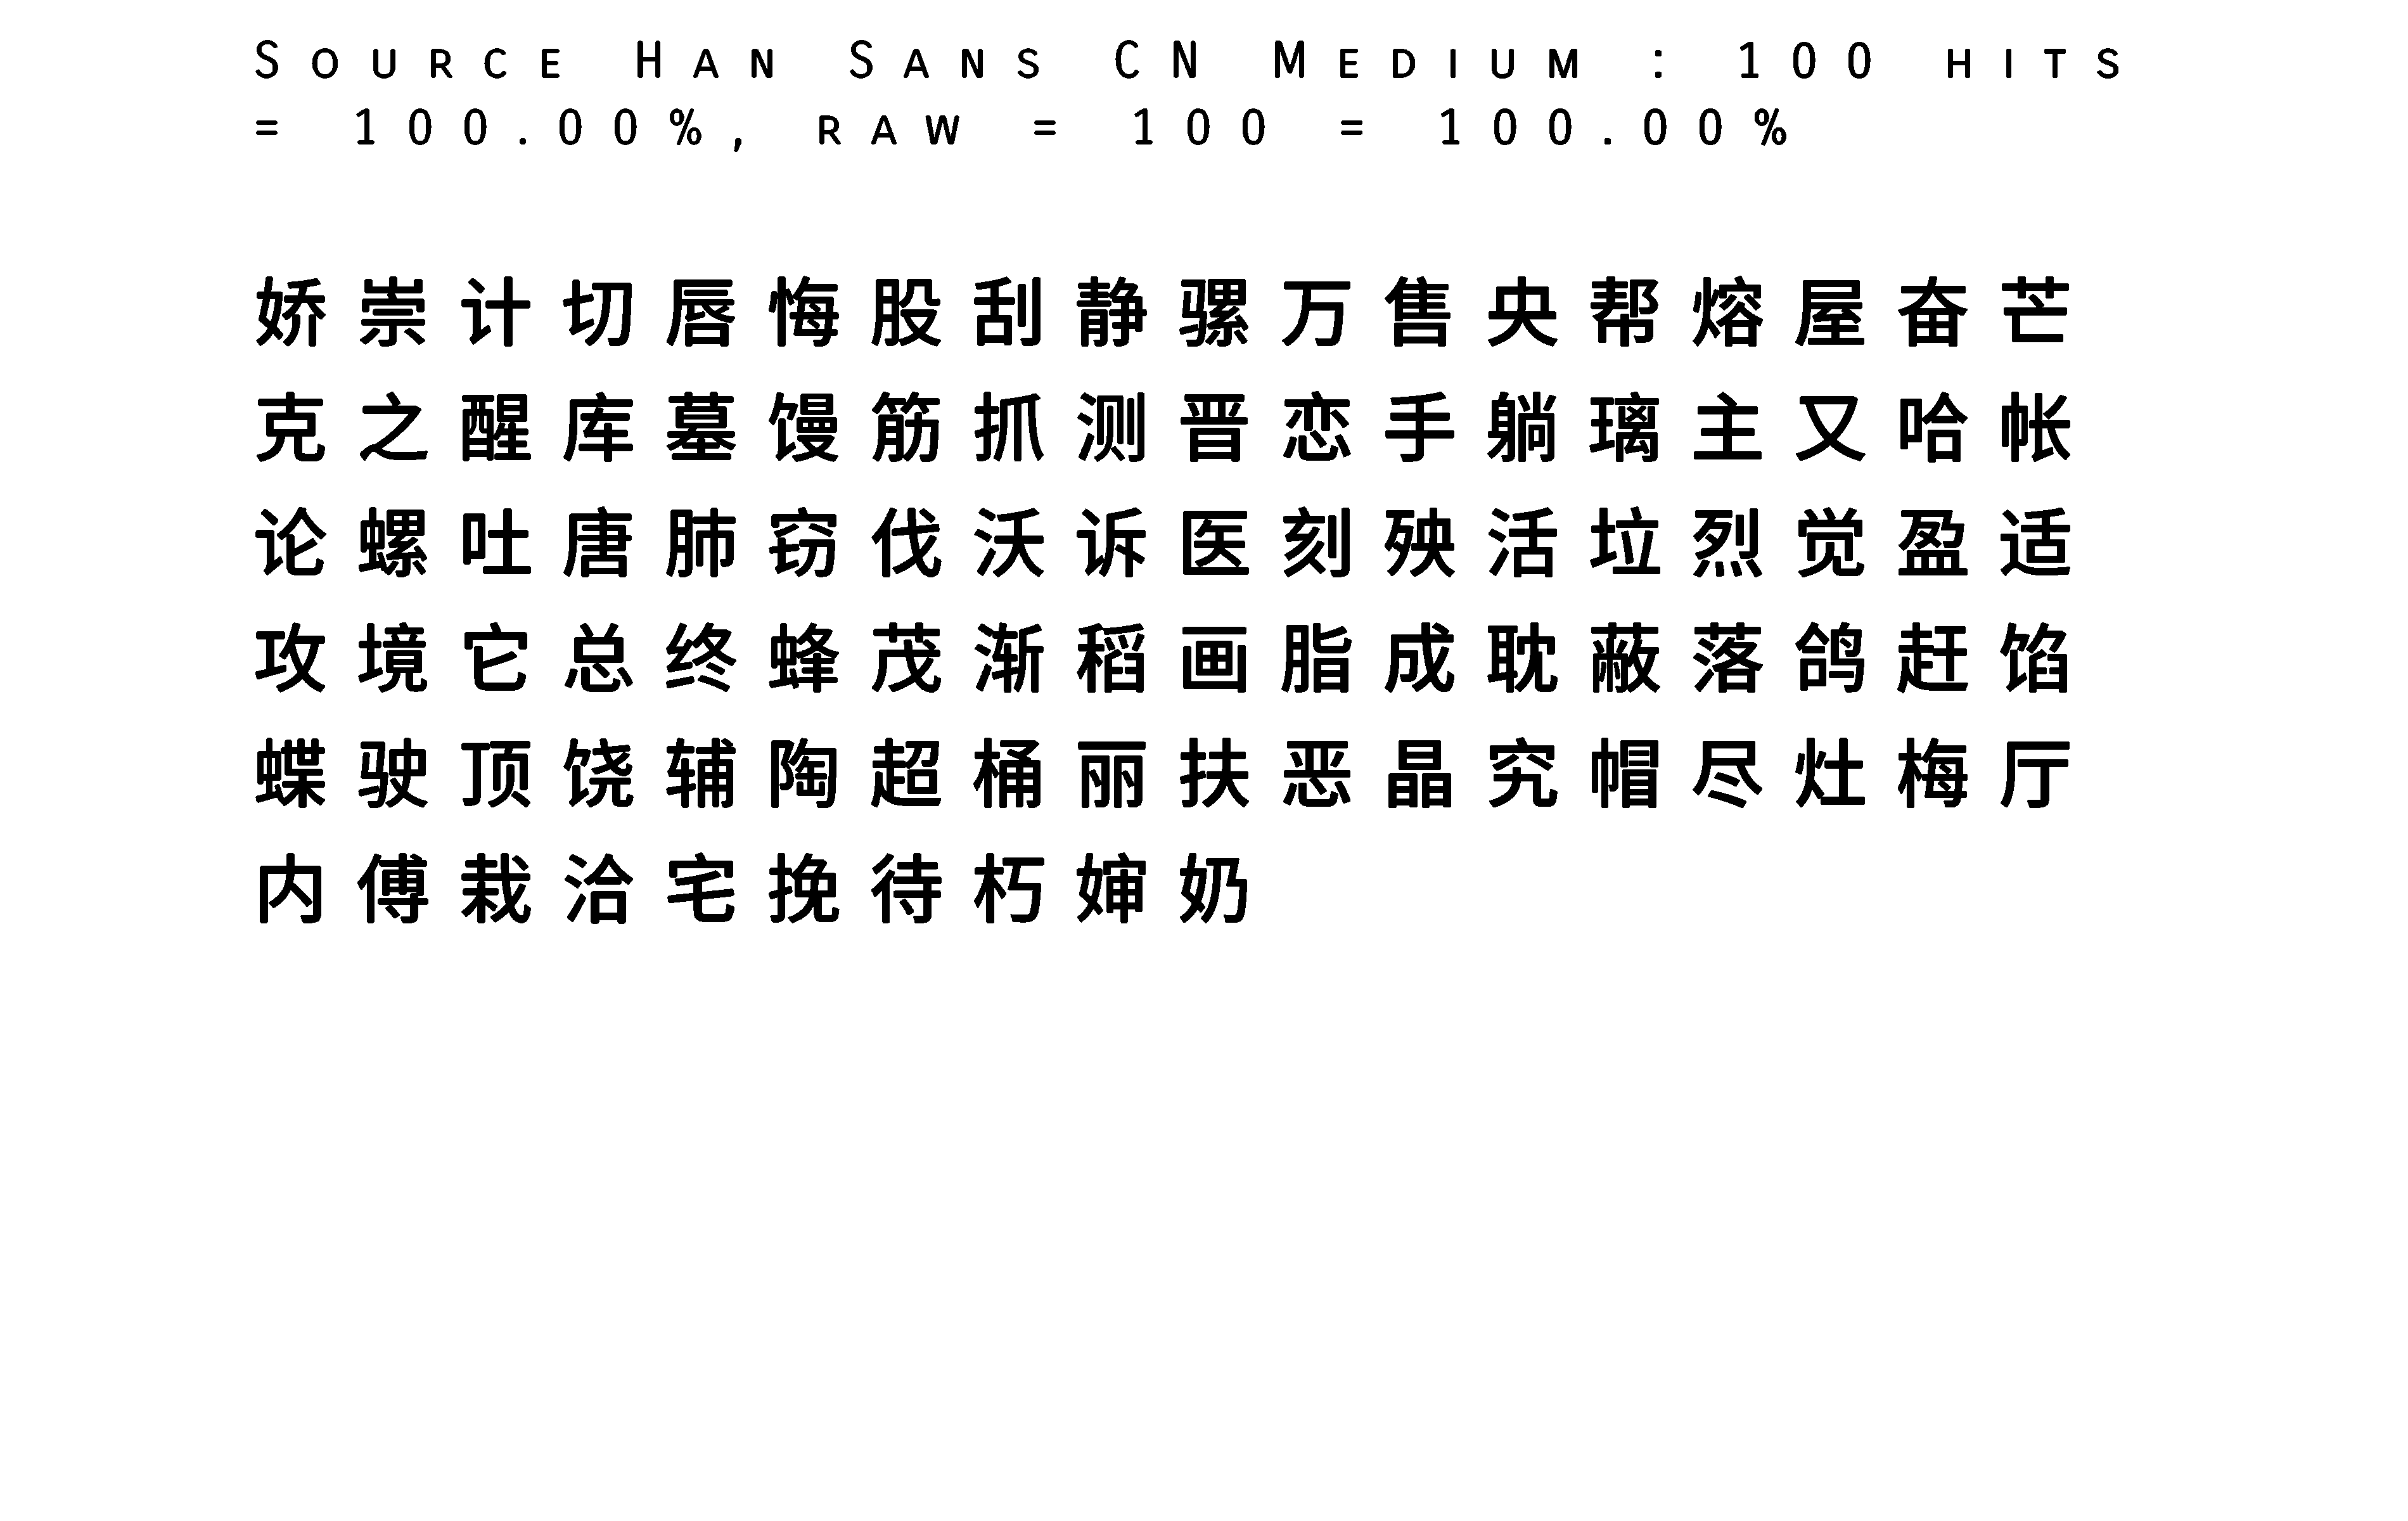 Source Han Sans CN Medium : 100 hits
= 100.00%, raw = 100 = 100.00%
娇崇计切唇悔股刮静骡万售央帮熔屋奋芒
克之醒库墓馒筋抓测晋恋手躺璃主又哈帐
论螺吐唐肺窃伐沃诉医刻殃活垃烈觉盈适
攻境它总终蜂茂渐稻画脂成耽蔽落鸽赶馅
蝶驶顶饶辅陶超桶丽扶恶晶究帽尽灶梅厅
内傅栽洽宅挽待朽婶奶